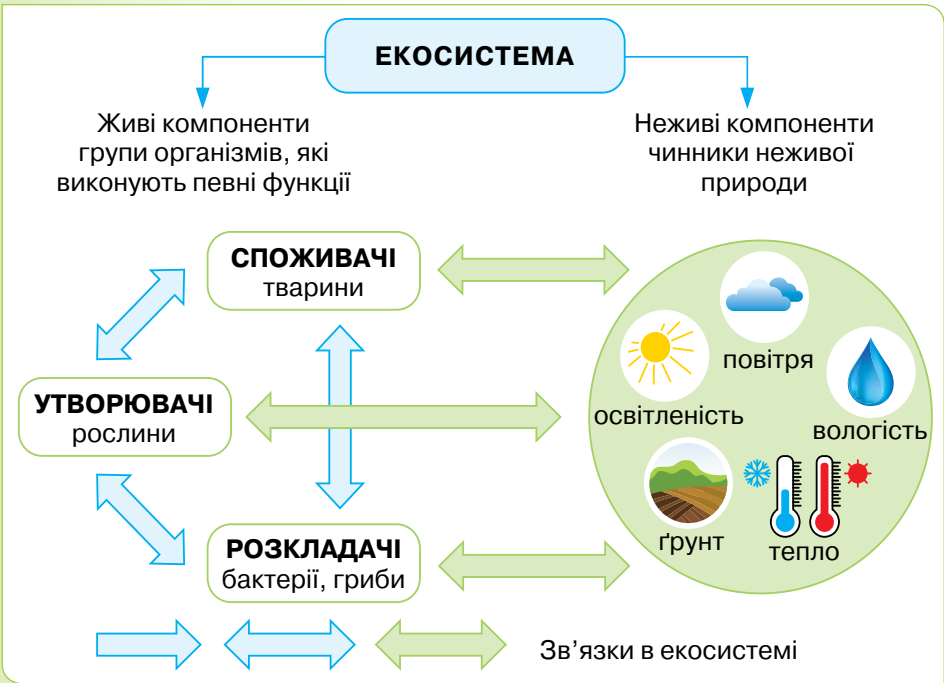 ЕКОСИСТЕМА
Живі компоненти
групи організмів, які
виконують певні функції
Неживі компоненти
чинники неживої
природи
СПОЖИВАЧІ
тварини
УТВОРЮВАЧІ
рослини
РОЗКЛАДАЧІ
бактерії, гриби
повітря
освітленість
вологість
ґрунт
тепло
Зв’язки в екосистемі